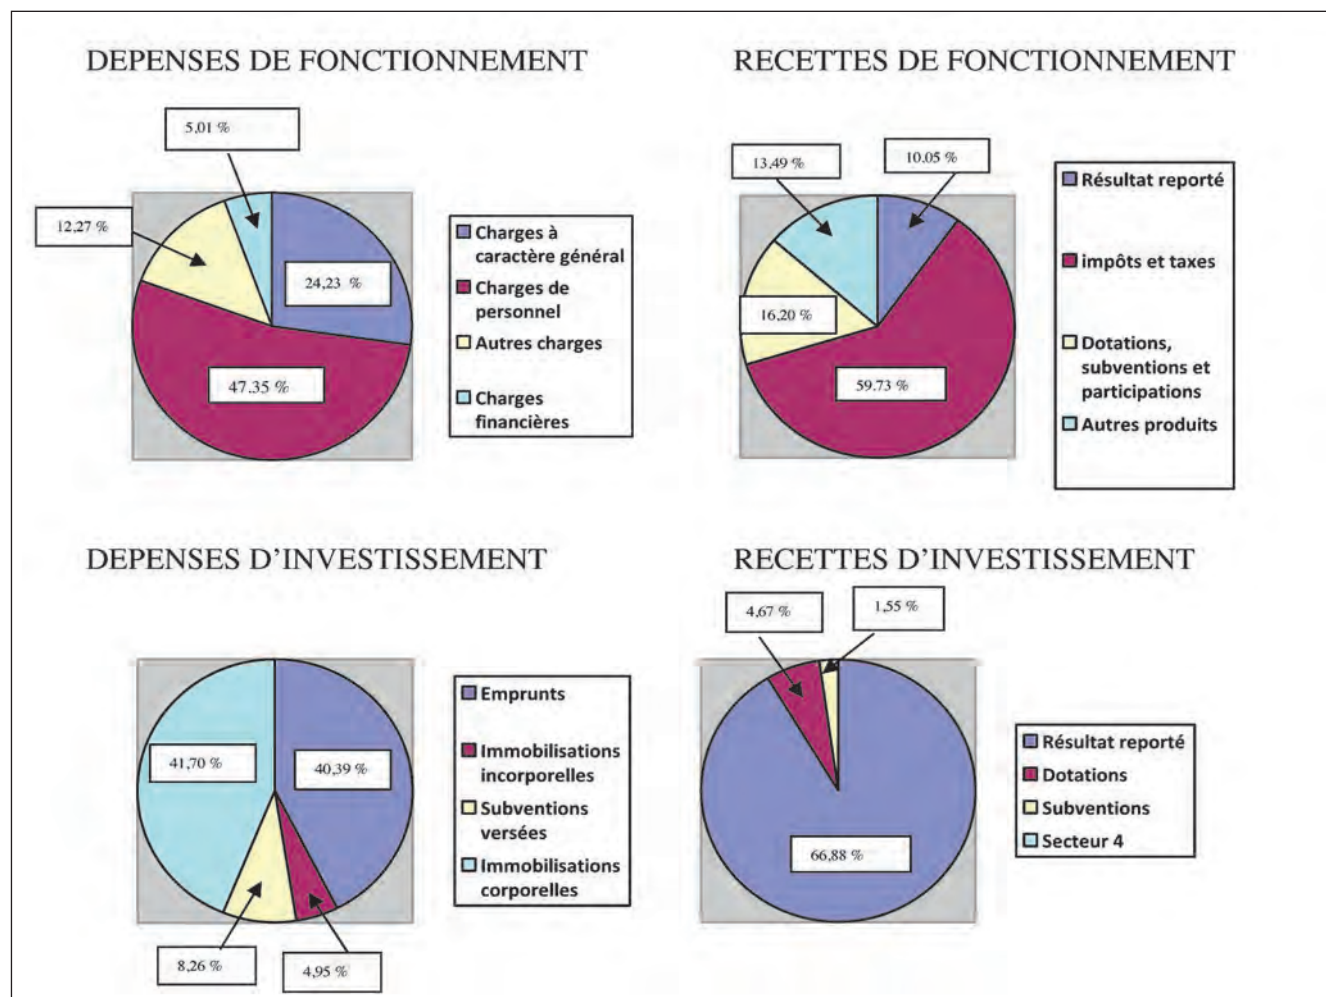 DEPENSES DE FONCTIONNEMENT
5,01 %
12,27 %
24,23 %
47.35 %
Charges à
caractère général
Charges de
personnel
Autres charges
Charges
financières
RECETTES DE FONCTIONNEMENT
13,49 %
10.05 %
16,20 %
59.73 %
Résultat reporté
impôts et taxes
Dotations,
subventions et
participations
Autres produits
DEPENSES D'INVESTISSEMENT
41,70 %
40,39 %
8,26 %
4,95 %
Emprunts
Immobilisations
incorporelles
Subventions
versées
Immobilisations
corporelles
RECETTES D'INVESTISSEMENT
4,67 %
1,55 %
66,88 %
Résultat reporté
Dotations
Subventions
Secteur 4